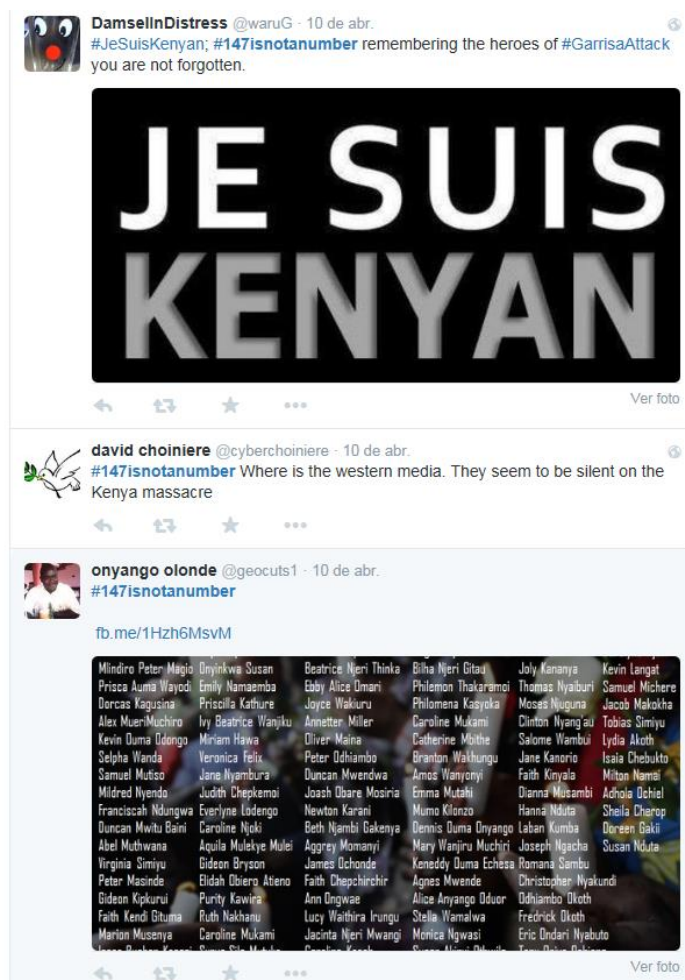 DamselInDistress @waruG · 10 de abr.
#JeSuisKenyan; #147isnotanumber remembering the heroes of #GarrisaAttack
you are not forgotten.
JE SUIS
KENYAN
Ver foto
david choiniere @cyberchoiniere · 10 de abr.
#147isnotanumber Where is the western media. They seem to be silent on the
Kenya massacre
onyango olonde @geocuts1 · 10 de abr.
#147isnotanumber
fb.me/1Hzh6MsvM
Mlindiro Peter Magio Onyinkwa Susan Beatrice Njeri Thinka Bilha Njeri Gitau Joly Kananya Kevin Langat
Prisca Auma Wayodi Emily Namaemba Ebby Alice Omari Philemon Thakaramoi Thomas Nyaiburi Samuel Michere
Dorcas Kagusina Priscilla Kathure Joyce Wakiuru Philomena Kasyoka Moses Njuguna Jacob Makokha
Alex MueriMuchiro Ivy Beatrice Wanjiku Annetter Miller Caroline Mukami Clinton Nyang'au Tobias Simiyu
Kevin Ouma Odongo Miriam Hawa Oliver Maina Catherine Mbithe Salome Wambui Lydia Akoth
Selpha Wanda Veronica Felix Peter Odhiambo Branton Wakhungu Jane Kanorio Isaia Chebukto
Samuel Mutiso Jane Nyambura Duncan Mwendwa Amos Wanyonyi Faith Kinyala Milton Namai
Mildred Nyendo Judith Chepkemoi Joash Obare Mosiria Emma Mutahi Dianna Musambi Adhola Ochiel
Franciscah Ndungwa Everlyne Lodengo Newton Karani Mumo Kilonzo Hanna Nduta Sheila Cherop
Duncan Mwitu Baini Caroline Njoki Beth Njambi Gakenya Dennis Ouma Onyango Laban Kumba Doreen Gakii
Abel Muthwana Aquila Mulekye Mulei Aggrey Momanyi Mary Wanjiru Muchiri Joseph Ngacha Susan Nduta
Virginia Simiyu Gideon Bryson James Ochonde Keneddy Ouma Echesa Romana Sambu
Peter Masinde Elidah Obiero Atieno Faith Chepchirchir Agnes Mwende Christopher Nyakundi
Gideon Kipkurui Purity Kawira Ann Ongwae Alice Anyango Oduor Odhiambo Okoth
Faith Kendi Gituma Ruth Nakhanu Lucy Waithira Irungu Stella Wamalwa Fredrick Okoth
Marion Musenya Caroline Mukami Jacinta Njeri Mwangi Monica Ngwasi Eric Ondari Nyabuto
Ver foto